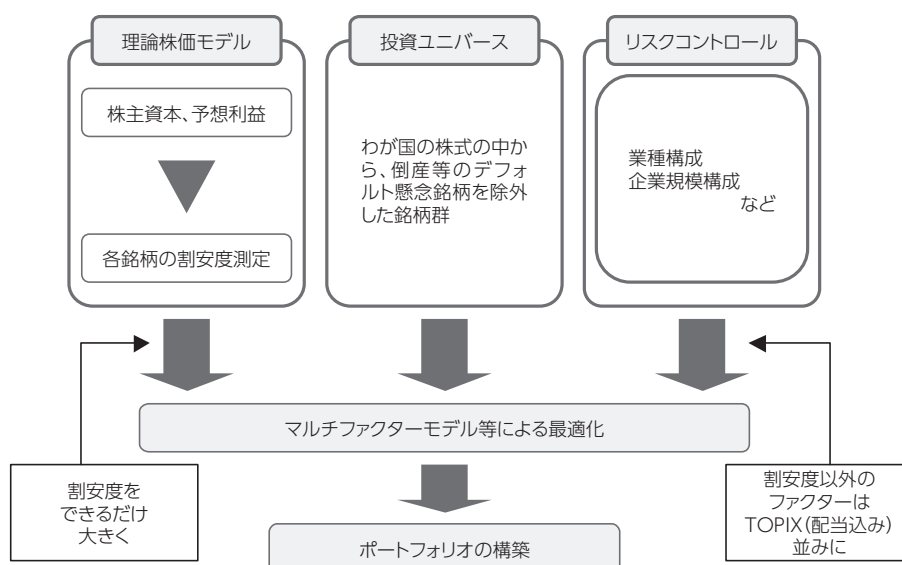 理論株価モデル
株主資本、予想利益
各銘柄の割安度測定
投資ユニバース
わが国の株式の中か
ら、倒産等のデフォ
ルト懸念銘柄を除外
した銘柄群
リスクコントロール
業種構成
企業規模構成
など
マルチファクターモデル等による最適化
割安度を
できるだけ
大きく
割安度以外の
ファクターは
TOPIX(配当込み)
並みに
ポートフォリオの構築